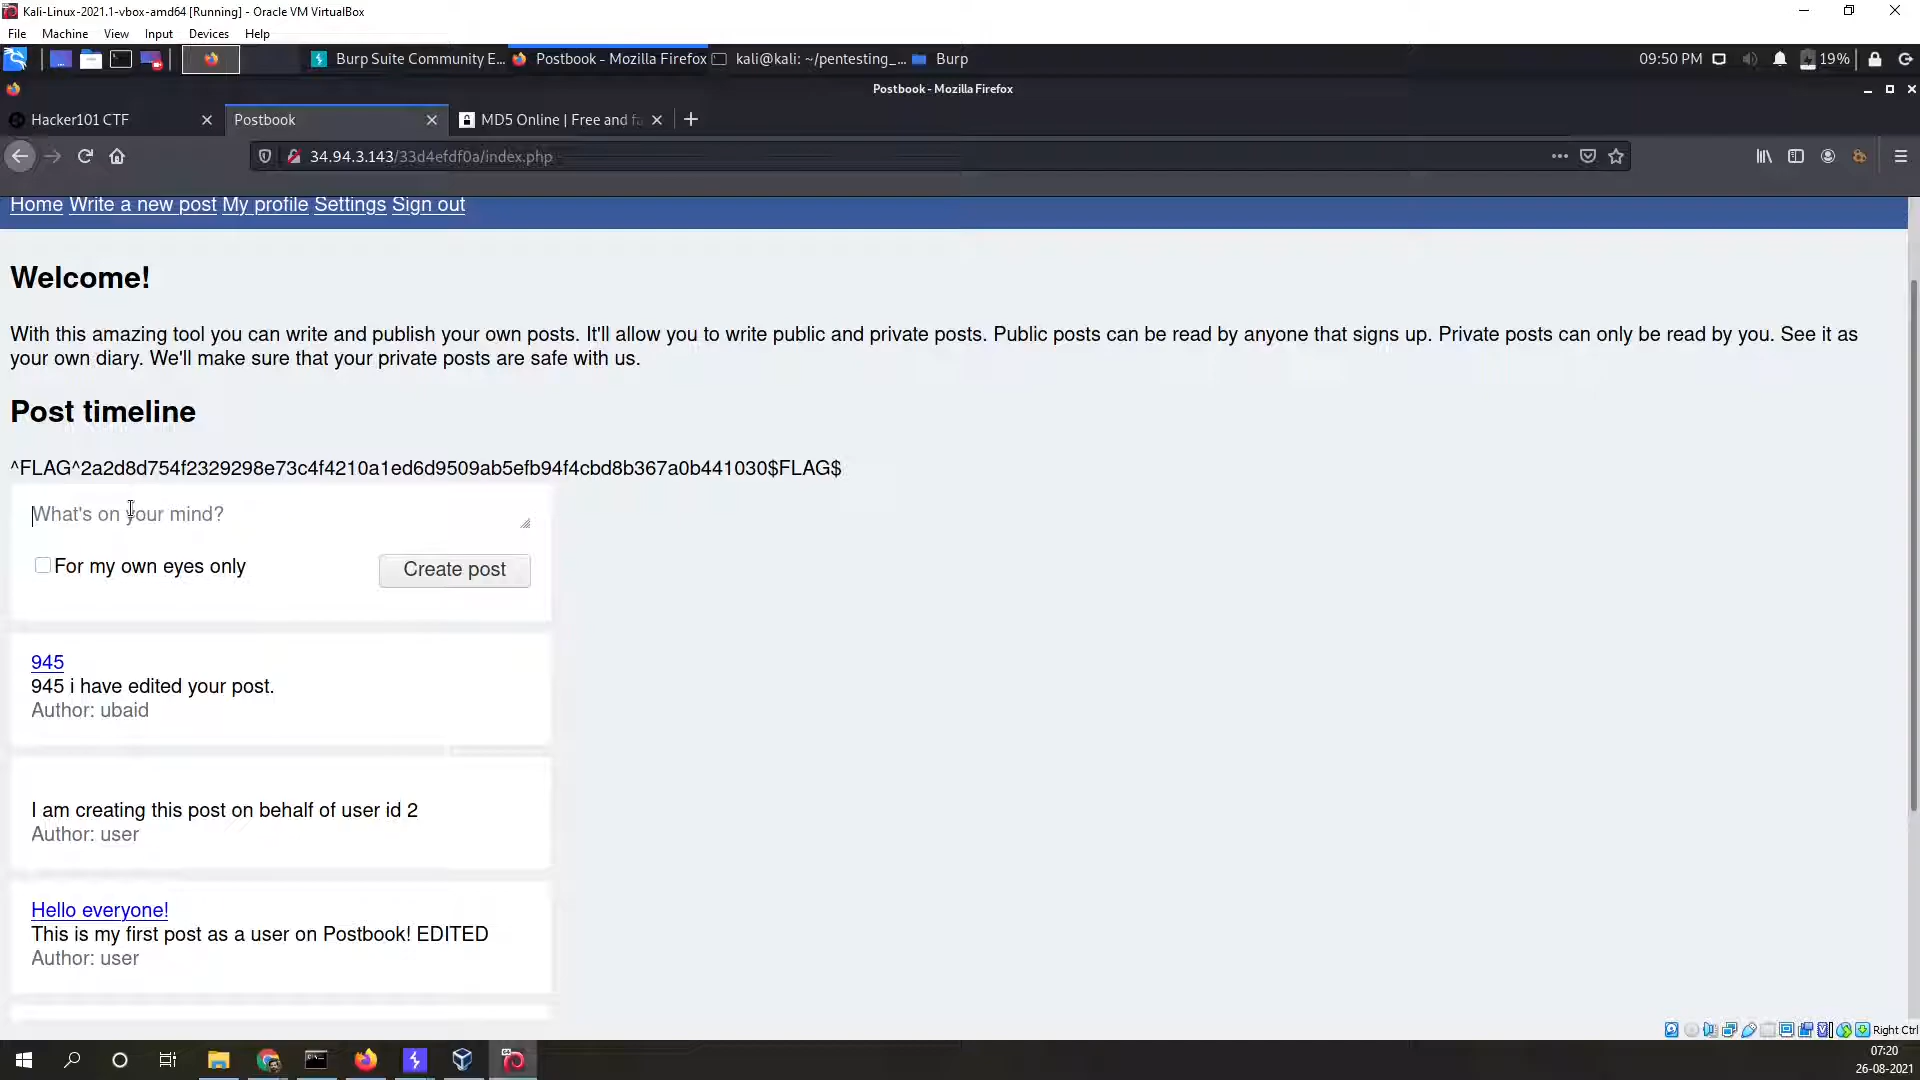 Kali-Linux-2021.1-vbox-amd64 [Running] - Oracle VM VirtualBox
File Machine View Input Devices Help
Burp Suite Community E... Postbook - Mozilla Firefox kali@kali: ~/pentesting_... Burp 09:50 PM 19%
Postbook - Mozilla Firefox
Hacker101 CTF Postbook MD5 Online | Free and fa
34.94.3.143/33d4efdf0a/index.php
Home Write a new post My profile Settings Sign out
Welcome!
With this amazing tool you can write and publish your own posts. It'll allow you to write public and private posts. Public posts can be read by anyone that signs up. Private posts can only be read by you. See it as
your own diary. We'll make sure that your private posts are safe with us.
Post timeline
^FLAG^2a2d8d754f2329298e73c4f4210a1ed6d9509ab5efb94f4cbd8b367a0b441030$FLAG$
What's on your mind?
For my own eyes only Create post
945
945 i have edited your post.
Author: ubaid
I am creating this post on behalf of user id 2
Author: user
Hello everyone!
This is my first post as a user on Postbook! EDITED
Author: user
Right Ctrl
07:20
26-08-2021